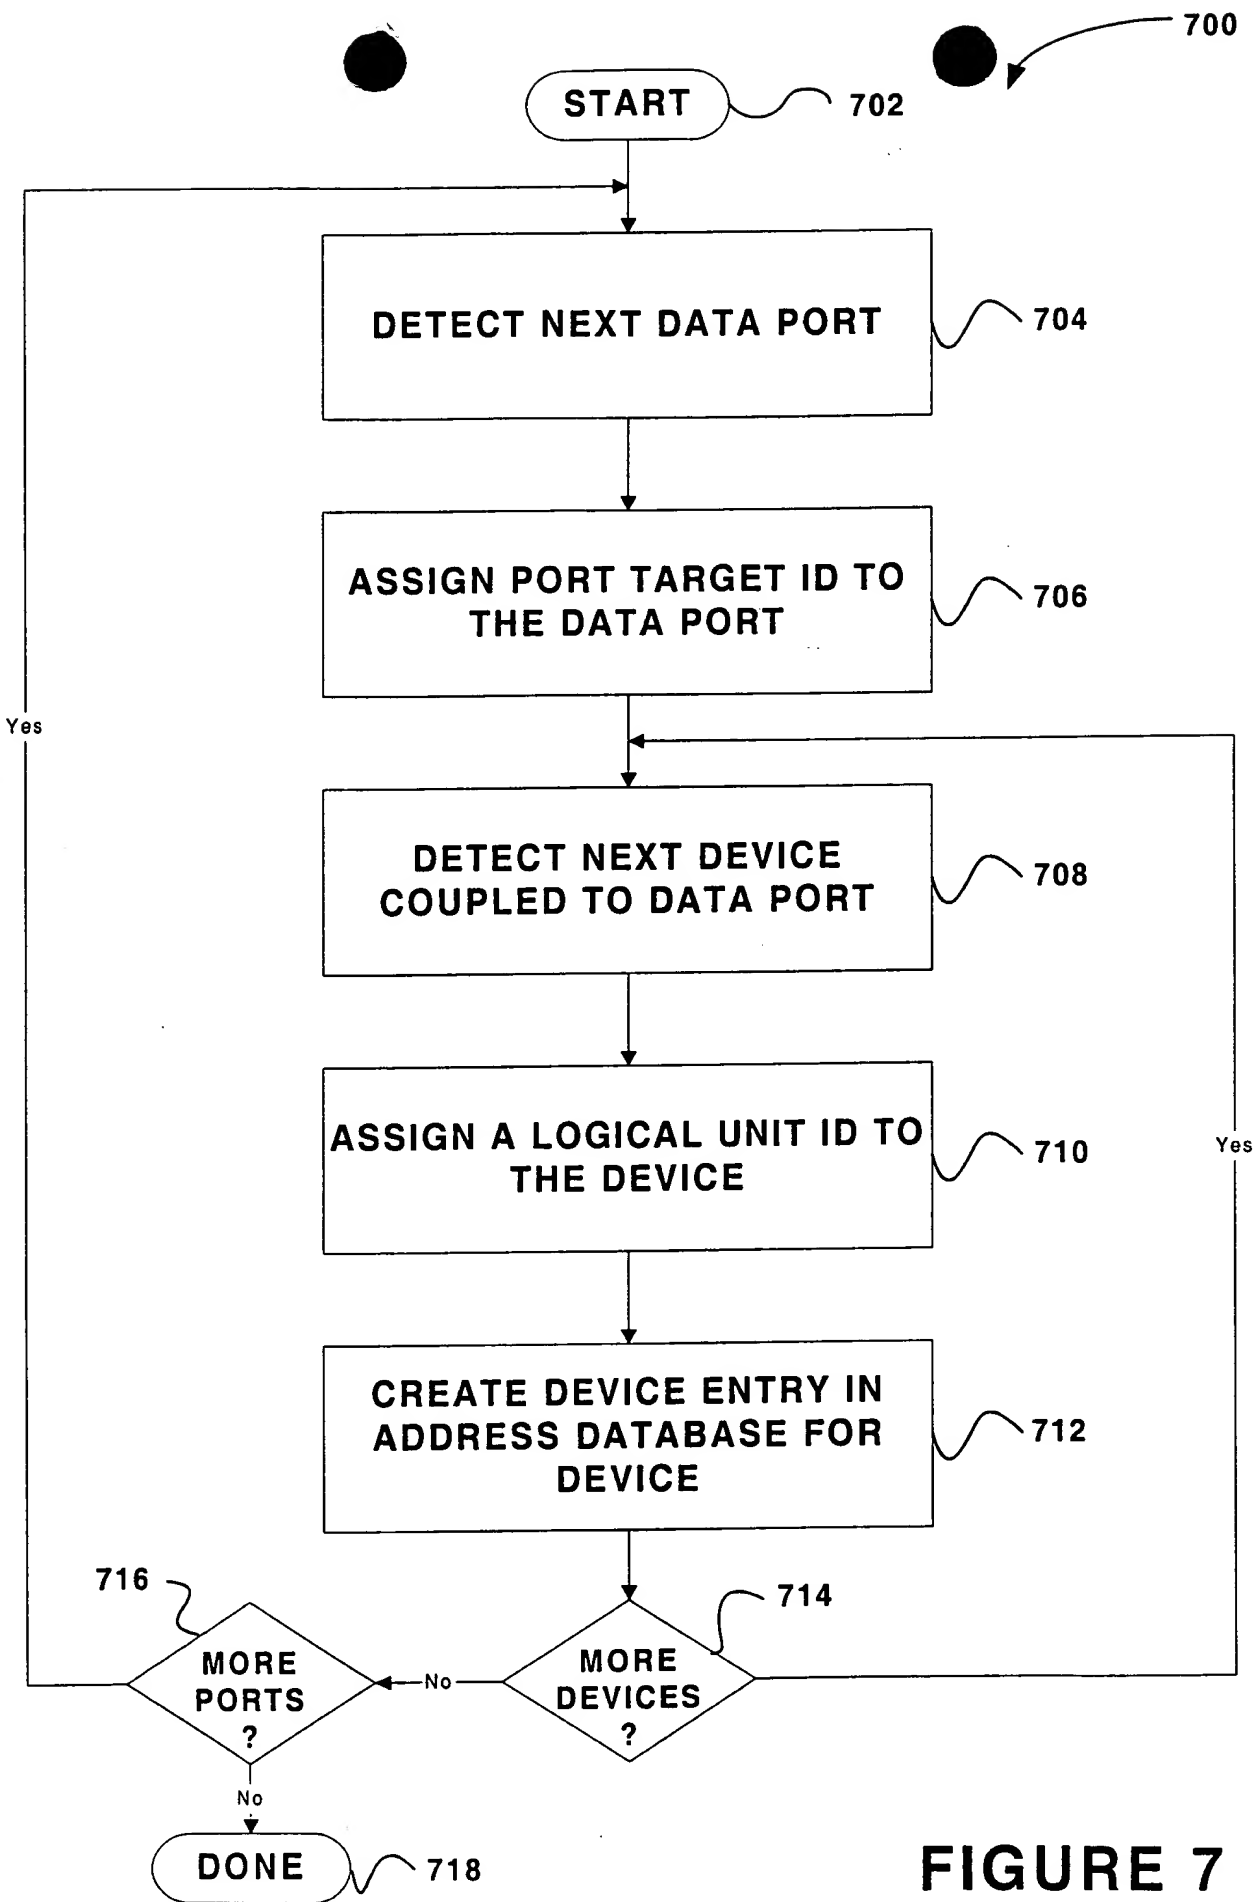 700
START
702
DETECT NEXT DATA PORT
704
ASSIGN PORT TARGET ID TO
THE DATA PORT
706
Yes
DETECT NEXT DEVICE
COUPLED TO DATA PORT
708
ASSIGN A LOGICAL UNIT ID TO
THE DEVICE
710
Yes
CREATE DEVICE ENTRY IN
ADDRESS DATABASE FOR
DEVICE
712
716
714
MORE
PORTS
?
No
MORE
DEVICES
?
No
DONE
718
FIGURE 7